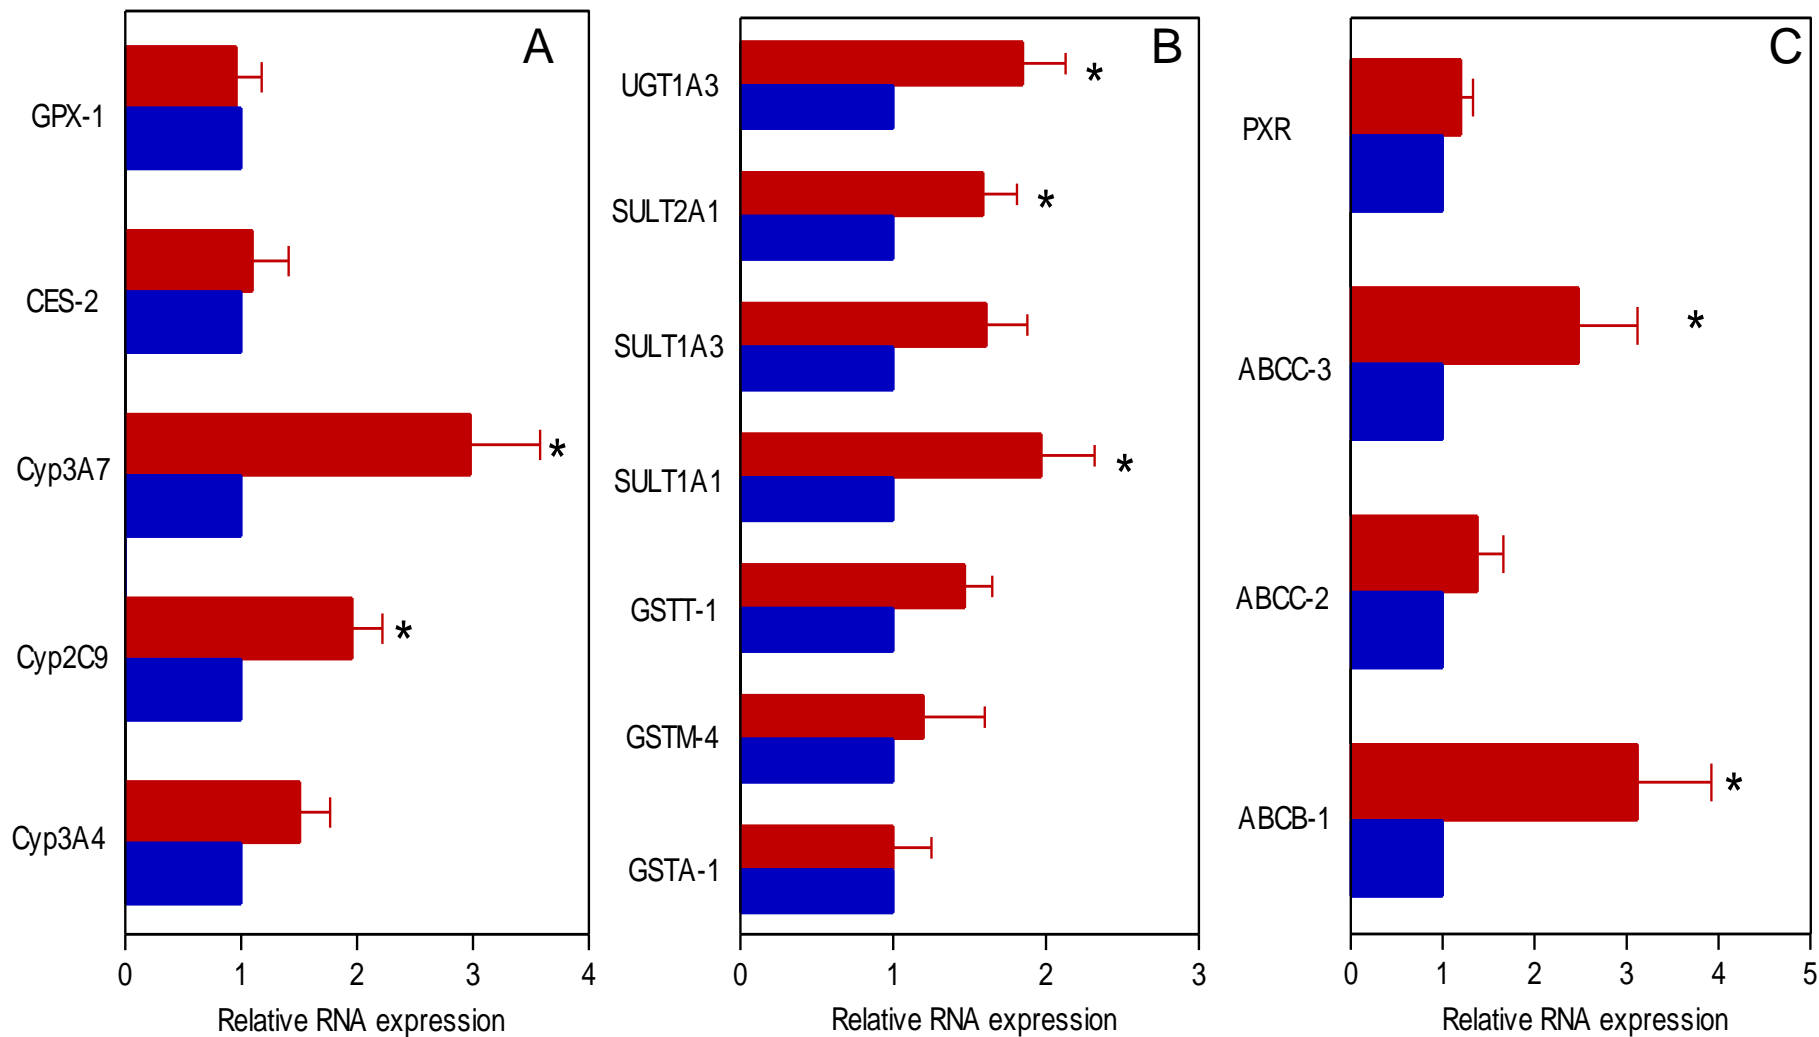 A
GPX-1
CES-2
Cyp3A7
*
Cyp2C9
*
Cyp3A4
0 1 2 3 4
Relative RNA expression
B
UGT1A3
*
SULT2A1
*
SULT1A3
SULT1A1
*
GSTT-1
GSTM-4
GSTA-1
0 1 2 3
Relative RNA expression
C
PXR
ABCC-3
*
ABCC-2
ABCB-1
*
0 1 2 3 4 5
Relative RNA expression